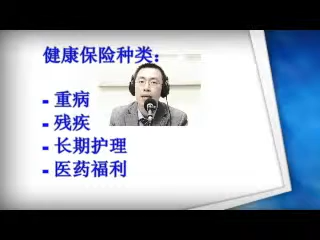 健康保险种类：
- 重病
- 残疾
- 长期护理
- 医药福利